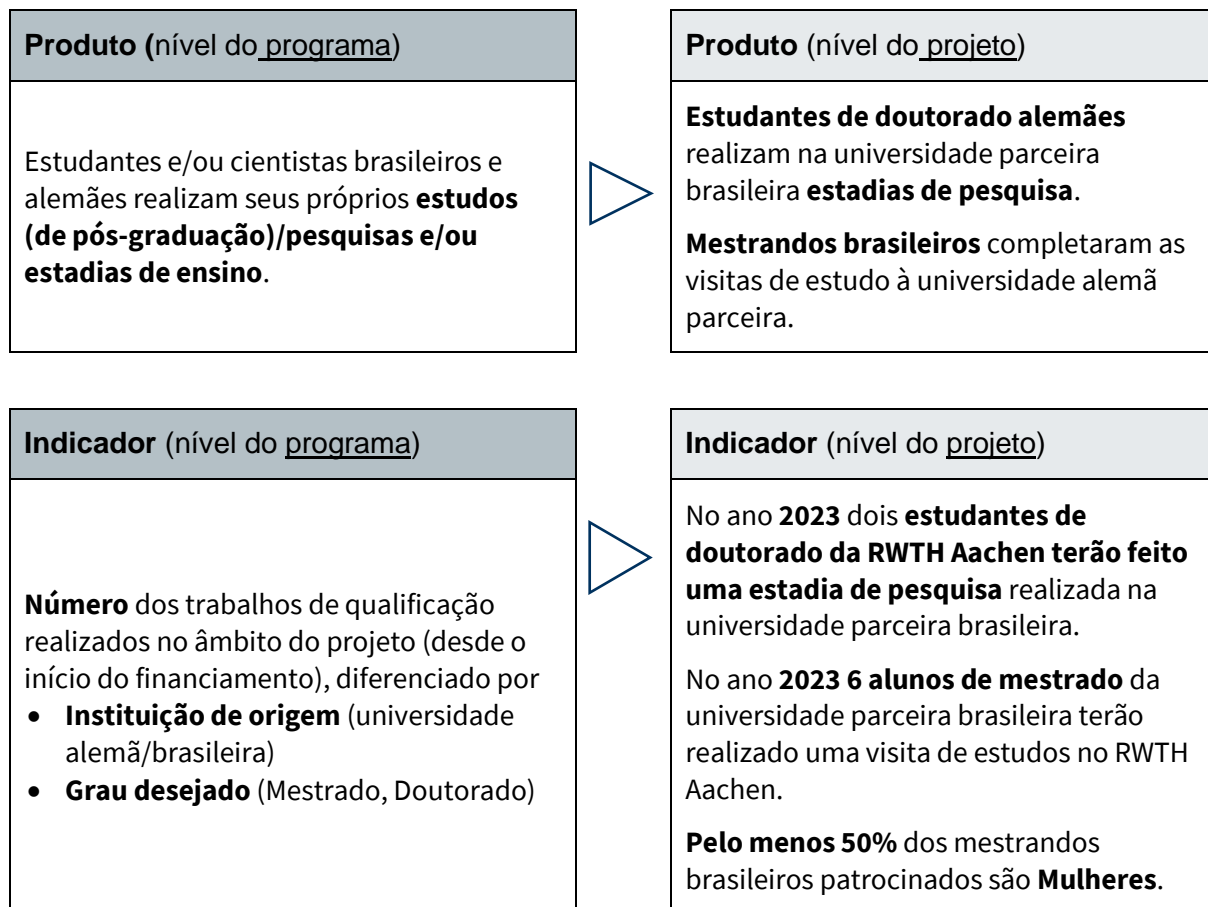 Produto (nível do programa)
Estudantes e/ou cientistas brasileiros e
alemães realizam seus próprios estudos
(de pós-graduação)/pesquisas e/ou
estadias de ensino.
Produto (nível do projeto)
Estudantes de doutorado alemães
realizam na universidade parceira
brasileira estadias de pesquisa.
Mestrandos brasileiros completaram as
visitas de estudo à universidade alemã
parceira.
Indicador (nível do programa)
Número dos trabalhos de qualificação
realizados no âmbito do projeto (desde o
início do financiamento), diferenciado por
• Instituição de origem (universidade
alemã/brasileira)
• Grau desejado (Mestrado, Doutorado)
Indicador (nível do projeto)
No ano 2023 dois estudantes de
doutorado da RWTH Aachen terão feito
uma estadia de pesquisa realizada na
universidade parceira brasileira.
No ano 2023 6 alunos de mestrado da
universidade parceira brasileira terão
realizado uma visita de estudos no RWTH
Aachen.
Pelo menos 50% dos mestrandos
brasileiros patrocinados são Mulheres.